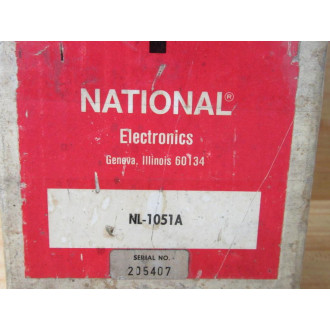 NATIONAL®
Electronics
Geneva, Illinois 60134
NL-1051A
SERIAL NO.
205407